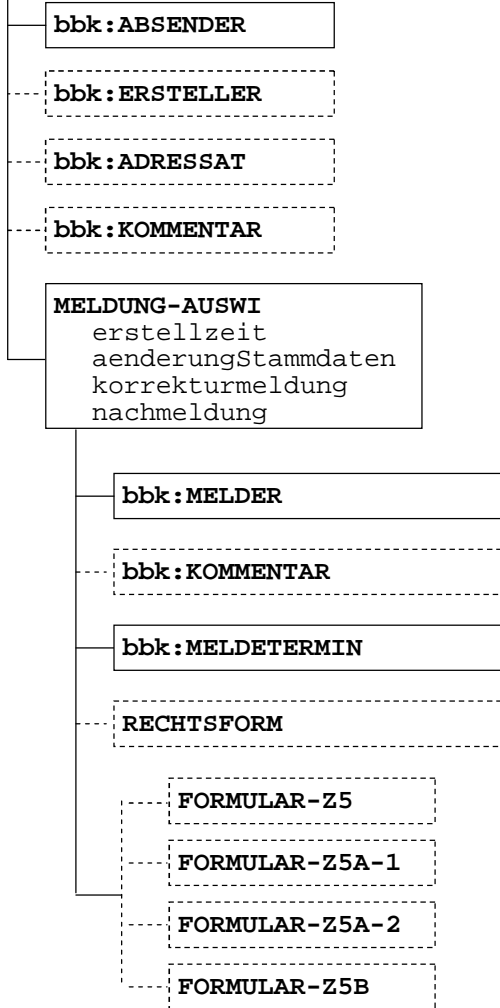 bbk:ABSENDER
bbk:ERSTELLER
bbk:ADRESSAT
bbk:KOMMENTAR
MELDUNG-AUSWI
erstellzeit
aenderungStammdaten
korrekturmeldung
nachmeldung
bbk:MELDER
bbk:KOMMENTAR
bbk:MELDETERMIN
RECHTSFORM
FORMULAR-Z5
FORMULAR-Z5A-1
FORMULAR-Z5A-2
FORMULAR-Z5B